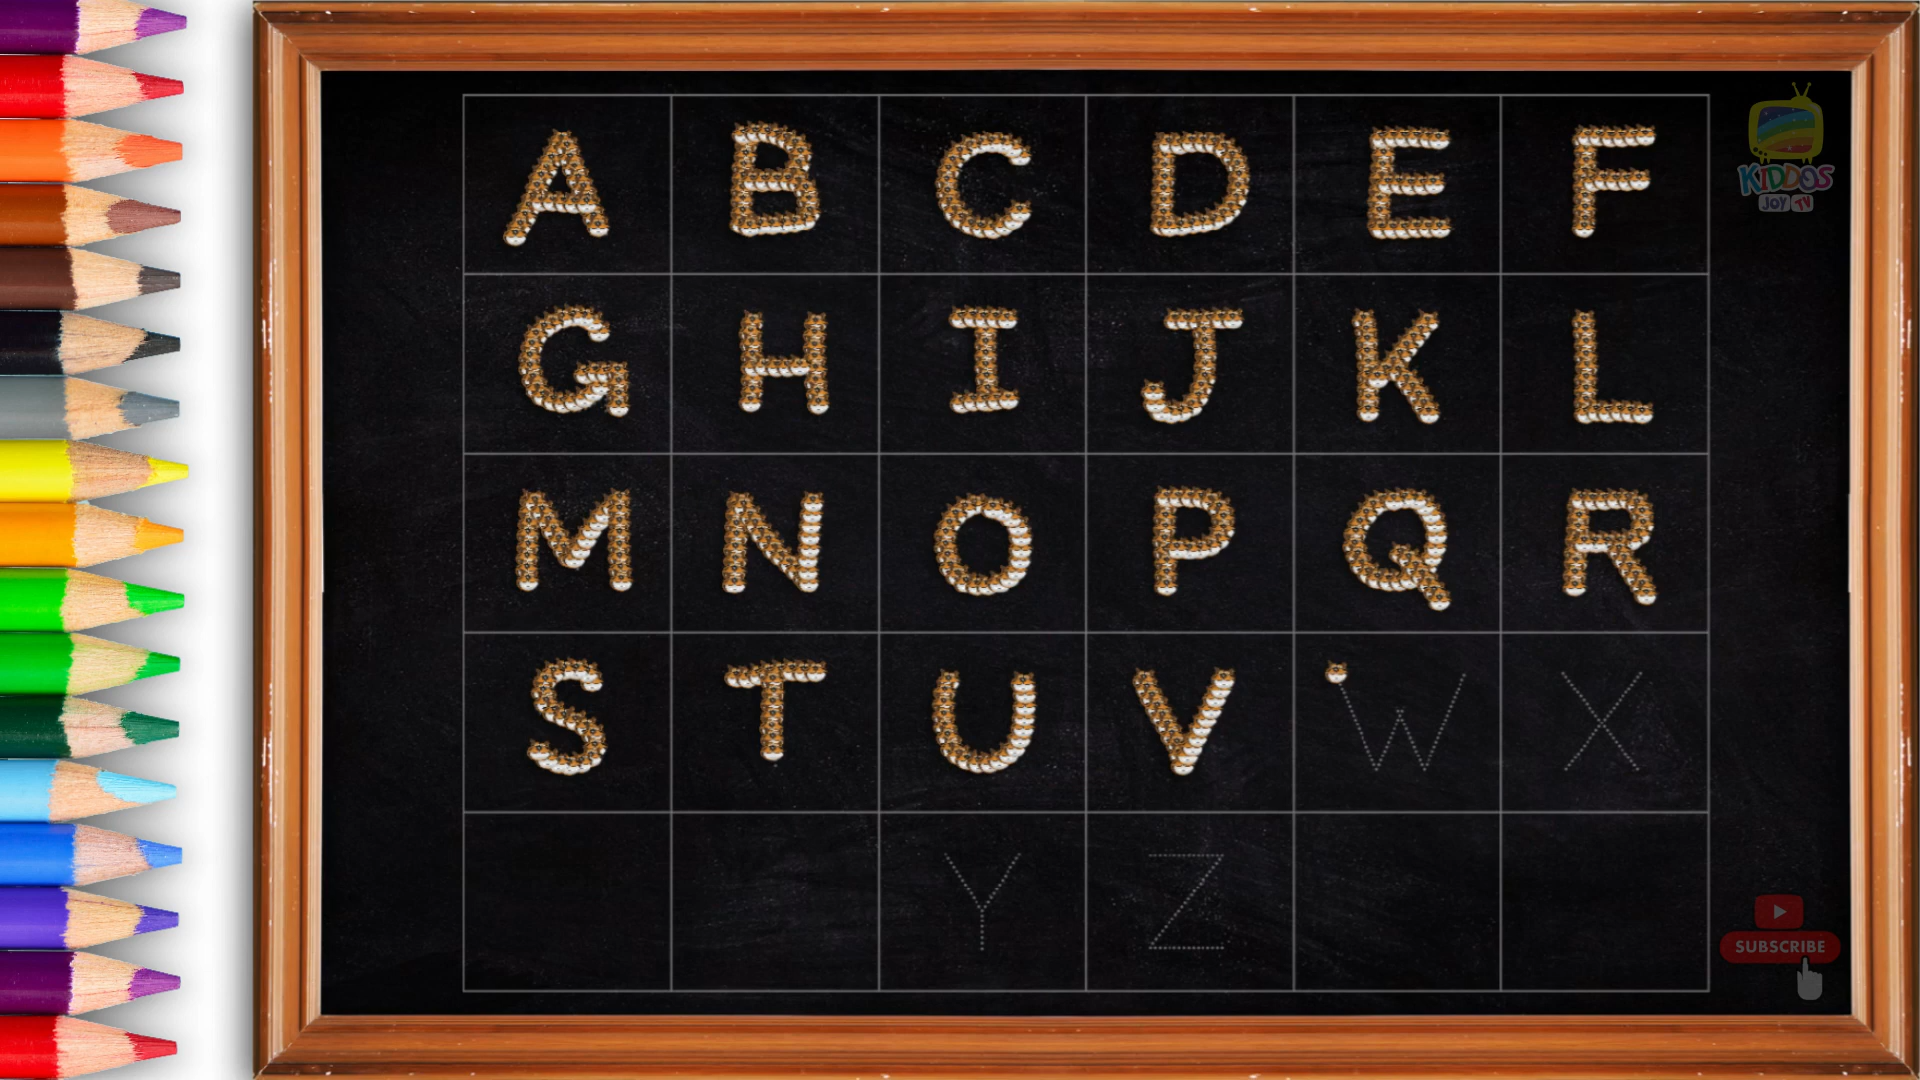 A B C D E F
KIDDOS
JOY TV
G H I J K L
M N O P Q R
S T U V W X
Y Z
SUBSCRIBE